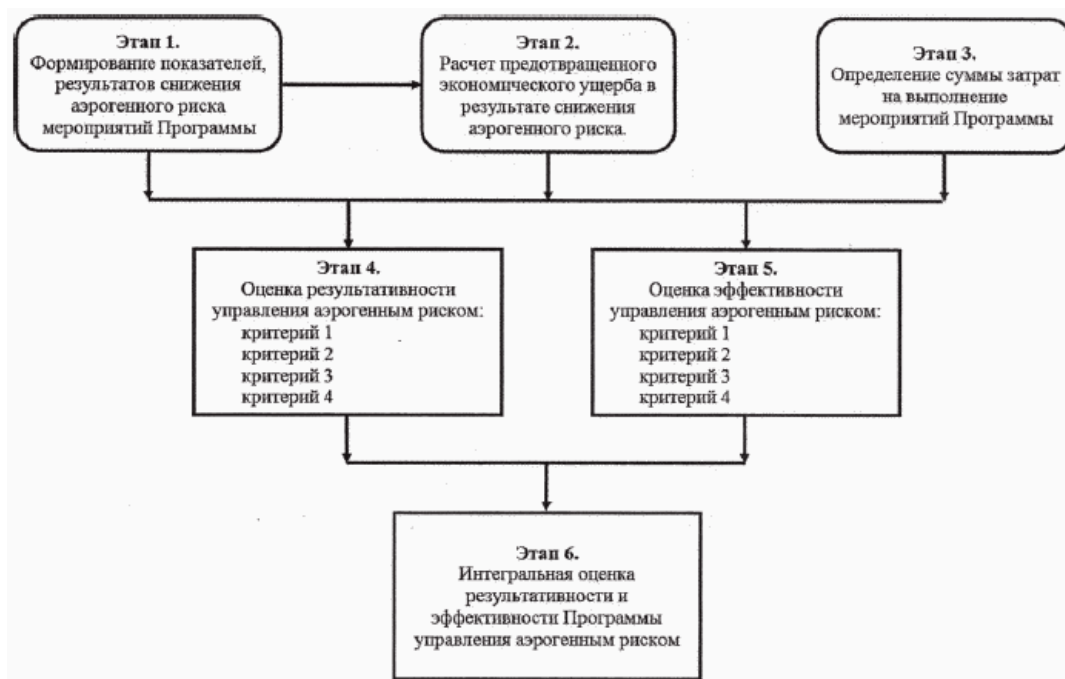 Этап 1.
Формирование показателей,
результатов снижения
аэрогенного риска
мероприятий Программы
Этап 2.
Расчет предотвращенного
экономического ущерба в
результате снижения
аэрогенного риска.
Этап 3.
Определение суммы затрат
на выполнение
мероприятий Программы
Этап 4.
Оценка результативности
управления аэрогенным риском:
критерий 1
критерий 2
критерий 3
критерий 4
Этап 5.
Оценка эффективности
управления аэрогенным риском:
критерий 1
критерий 2
критерий 3
критерий 4
Этап 6.
Интегральная оценка
результативности и
эффективности Программы
управления аэрогенным риском